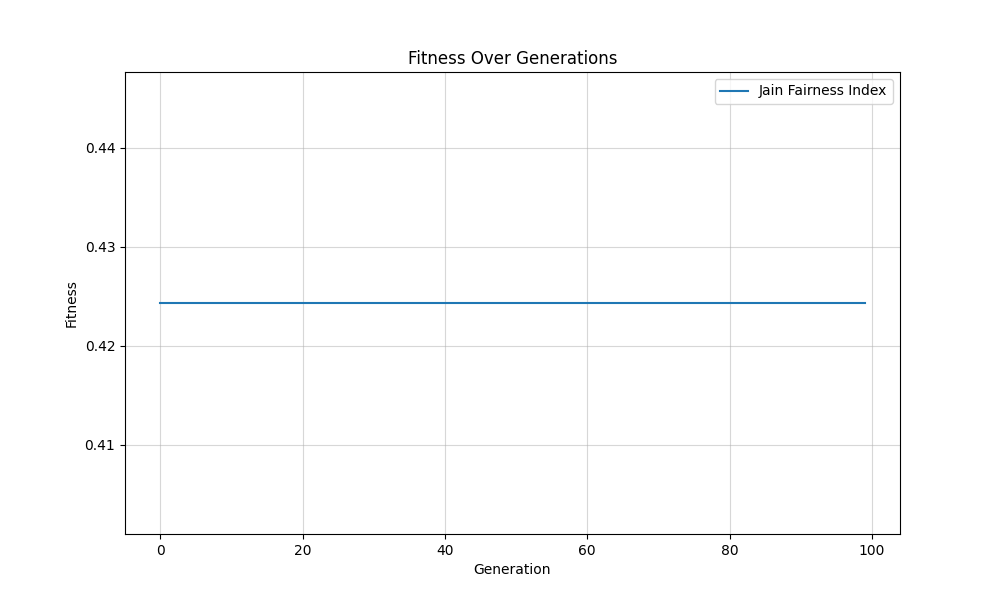 Fitness Over Generations
Jain Fairness Index
0.44
0.43
0.42
0.41
Fitness
0 20 40 60 80 100
Generation